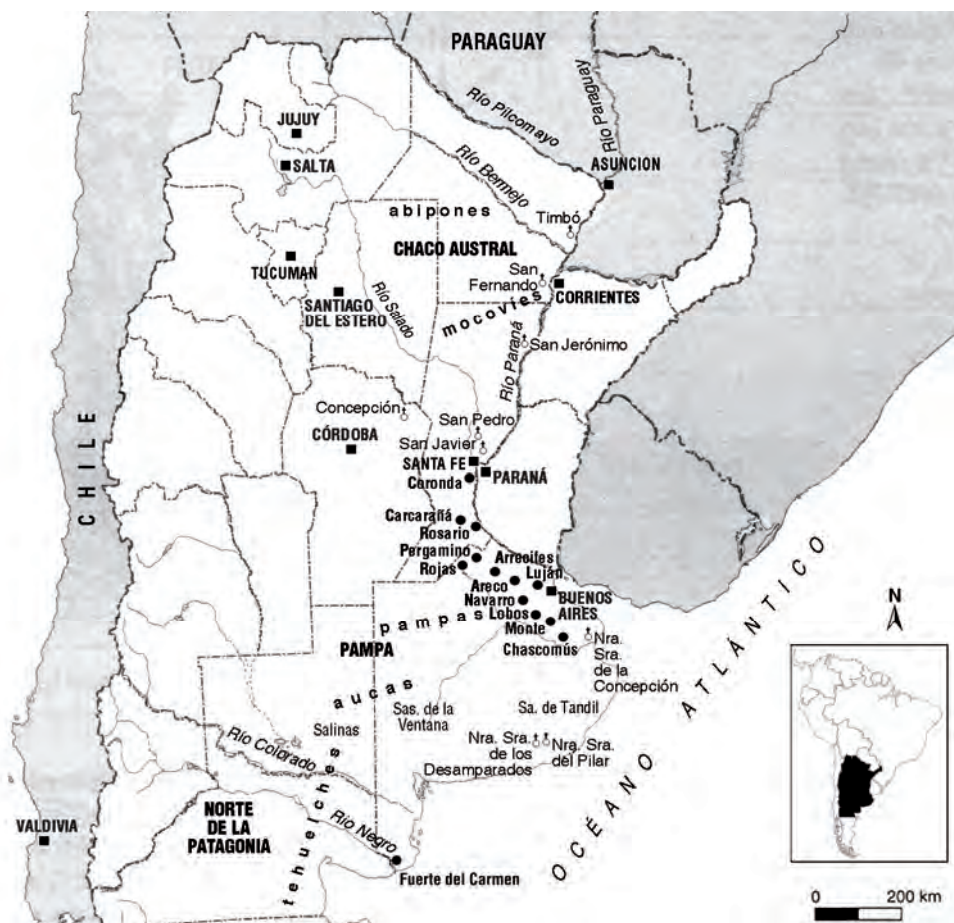 PARAGUAY
Río Paraguay
Río Pilcomayo
JUJUY
SALTA
ASUNCION
Río Bermejo
abipones
Timbó
CHACO AUSTRAL
TUCUMAN
San
Fernando
CORRIENTES
SANTIAGO
DEL ESTERO
Río Salado
mocovíes
San Jerónimo
Río Paraná
Concepción
San Pedro
CÓRDOBA
San Javier
SANTA FE
PARANÁ
Coronda
CHILE
Carcarañá
Rosario
Pergamino
Arrecifes
Rojas
Luján
Areco
BUENOS
AIRES
Navarro
Lobos
pampas
Monte
Chascomús
Nra.
Sra.
de la
Concepción
PAMPA
aucas
Sas. de la
Ventana
Sa. de Tandil
Salinas
Nra. Sra.
de los
Desamparados
Nra. Sra.
del Pilar
Río Colorado
OCÉANO ATLÁNTICO
N
NORTE
DE LA
PATAGONIA
tehuelches
VALDIVIA
Río Negro
Fuerte del Carmen
0 200 km